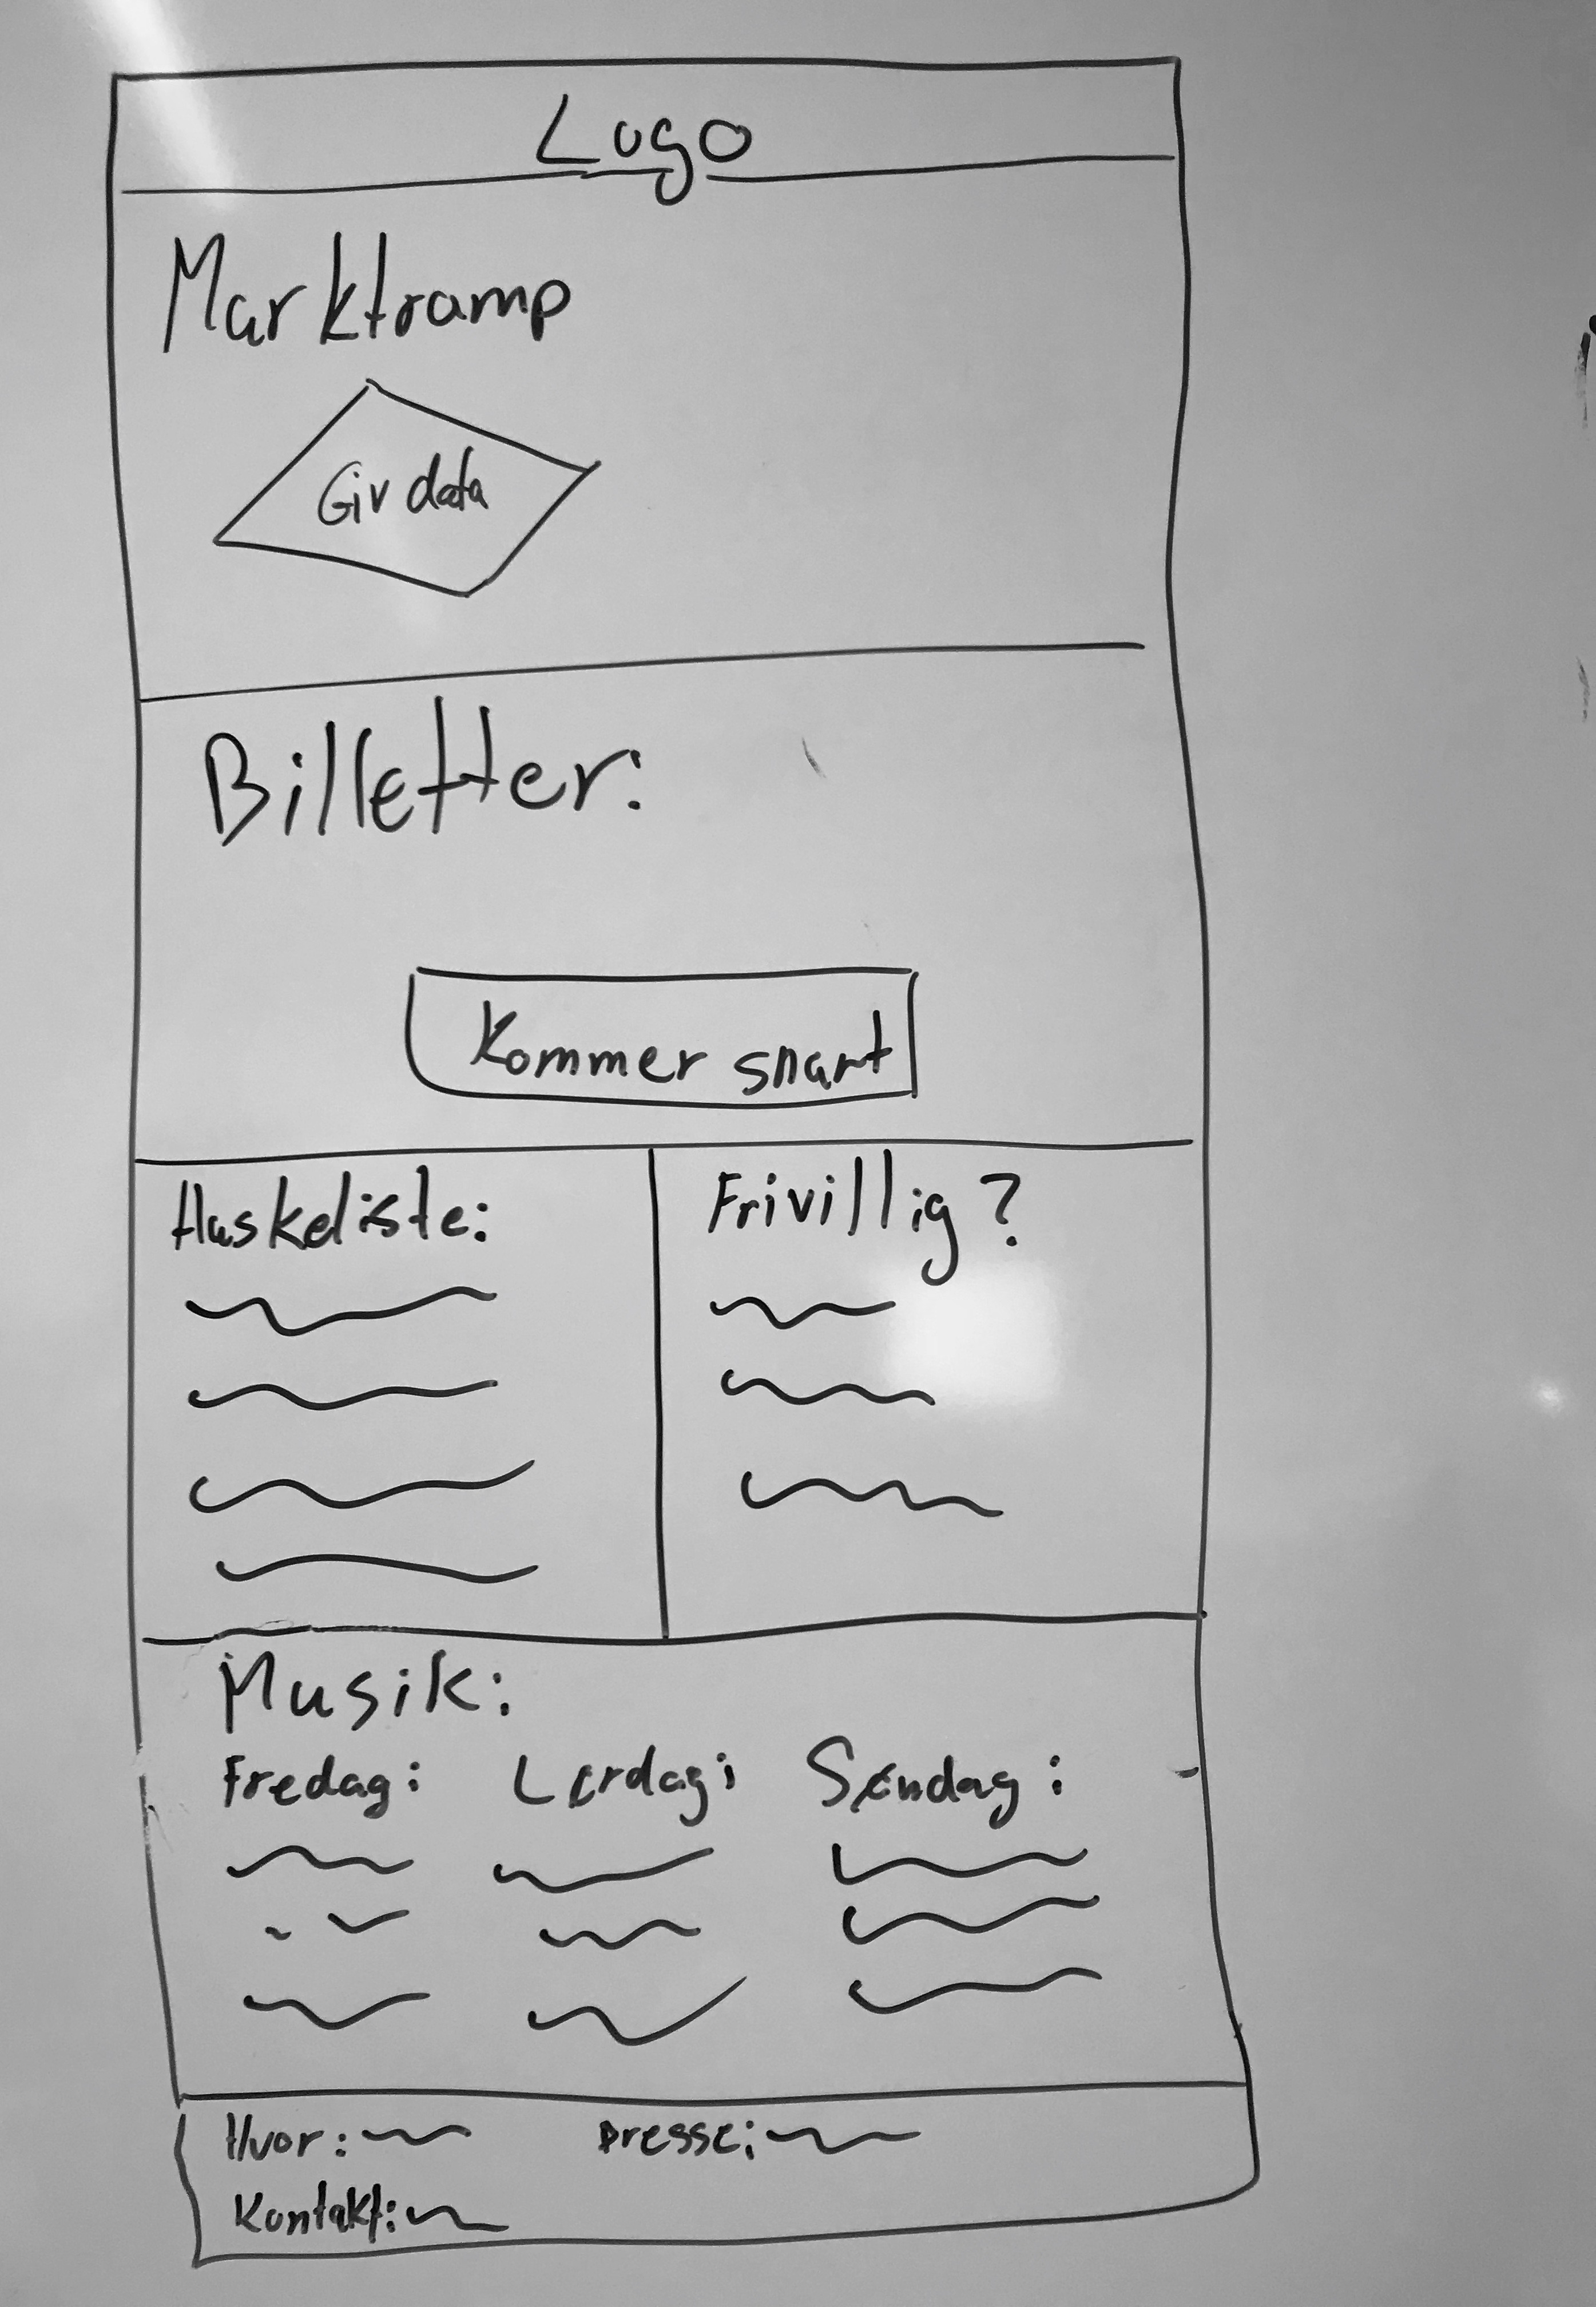 Logo
Marktramp
Giv data
Billetter:
Kommer snart
Huskeliste:
Frivillig?
Musik:
Fredag: Lørdag: Søndag:
Hvor: Presse:
Kontakt: